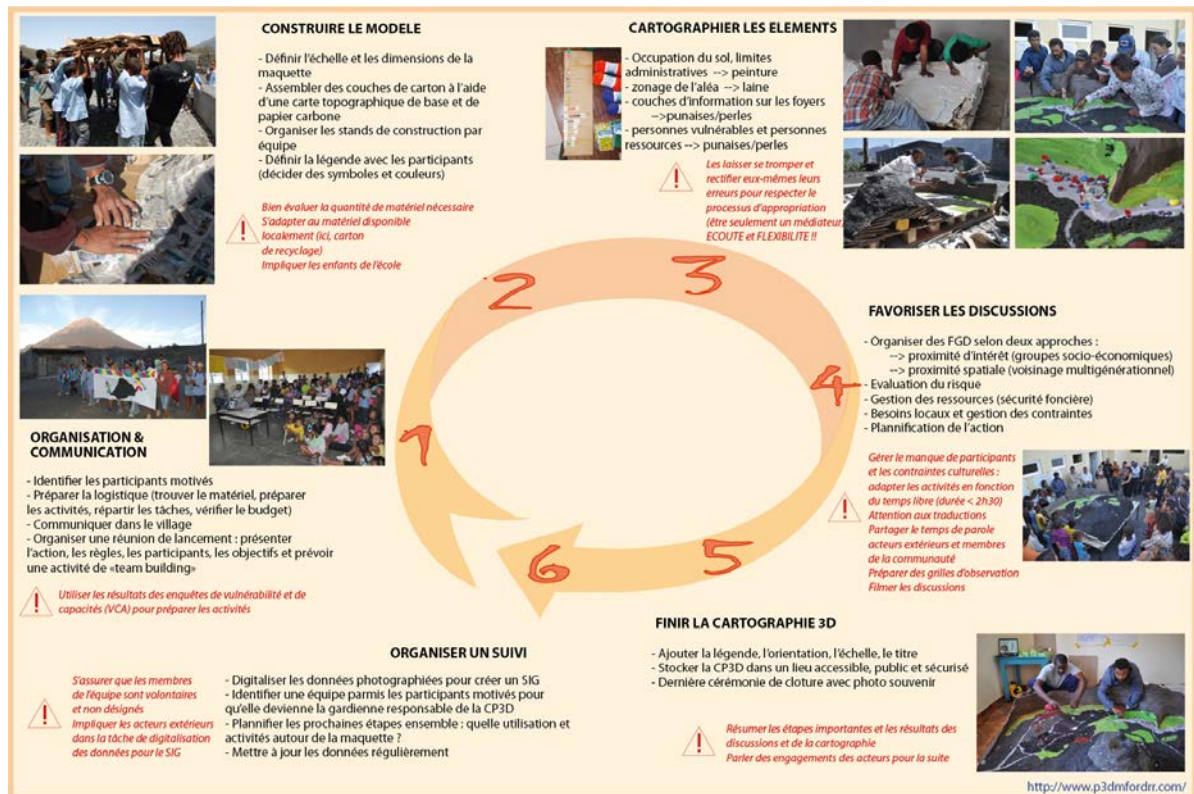 ORGANISATION &
COMMUNICATION
- Identifier les participants motivés
- Préparer la logistique (trouver le matériel, préparer
les activités, répartir les tâches, vérifier le budget)
- Communiquer dans le village
- Organiser une réunion de lancement : présenter
l'action, les règles, les participants, les objectifs et prévoir
une activité de «team building»
! Utiliser les résultats des enquêtes de vulnérabilité et de
capacités (VCA) pour préparer les activités
1
CONSTRUIRE LE MODELE
- Définir l'échelle et les dimensions de la
maquette
- Assembler des couches de carton à l'aide
d'une carte topographique de base et de
papier carbone
- Organiser les stands de construction par
équipe
- Définir la légende avec les participants
(décider des symboles et couleurs)
Bien évaluer la quantité de matériel nécessaire
! S'adapter au matériel disponible
localement (ici, carton
de recyclage)
Impliquer les enfants de l'école
2
CARTOGRAPHIER LES ELEMENTS
- Occupation du sol, limites
administratives --> peinture
- zonage de l'aléa --> laine
- couches d'information sur les foyers
-->punaises/perles
- personnes vulnérables et personnes
ressources --> punaises/perles
! Les laisser se tromper et
rectifier eux-mêmes leurs
erreurs pour respecter le
processus d'appropriation
(être seulement un médiateur)
ECOUTE et FLEXIBILITE !!
3
FAVORISER LES DISCUSSIONS
- Organiser des FGD selon deux approches :
--> proximité d'intérêt (groupes socio-économiques)
--> proximité spatiale (voisinage multigénérationnel)
- Evaluation du risque
- Gestion des ressources (sécurité foncière)
- Besoins locaux et gestion des contraintes
- Plannification de l'action
Gérer le manque de participants
et les contraintes culturelles :
adapter les activités en fonction
! du temps libre (durée < 2h30)
Attention aux traductions
Partager le temps de parole
acteurs extérieurs et membres
de la communauté
Préparer des grilles d'observation
Filmer les discussions
4
FINIR LA CARTOGRAPHIE 3D
- Ajouter la légende, l'orientation, l'échelle, le titre
- Stocker la CP3D dans un lieu accessible, public et sécurisé
- Dernière cérémonie de cloture avec photo souvenir
! Résumer les étapes importantes et les résultats des
discussions et de la cartographie
Parler des engagements des acteurs pour la suite
5
ORGANISER UN SUIVI
- Digitaliser les données photographiées pour créer un SIG
- Identifier une équipe parmis les participants motivés pour
qu'elle devienne la gardienne responsable de la CP3D
- Plannifier les prochaines étapes ensemble : quelle utilisation et
activités autour de la maquette ?
- Mettre à jour les données régulièrement
S'assurer que les membres
de l'équipe sont volontaires
! et non désignés
Impliquer les acteurs extérieurs
dans la tâche de digitalisation
des données pour le SIG
6
http://www.p3dmfordrr.com/